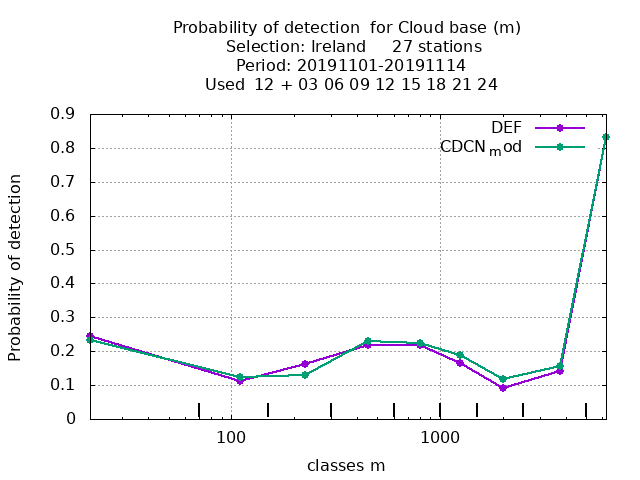 Probability of detection  for Cloud base (m)
Selection: Ireland     27 stations
Period: 20191101-20191114
Used  12 + 03 06 09 12 15 18 21 24
DEF
CDCN_mod
Probability of detection
0.9
0.8
0.7
0.6
0.5
0.4
0.3
0.2
0.1
0
100
1000
classes m